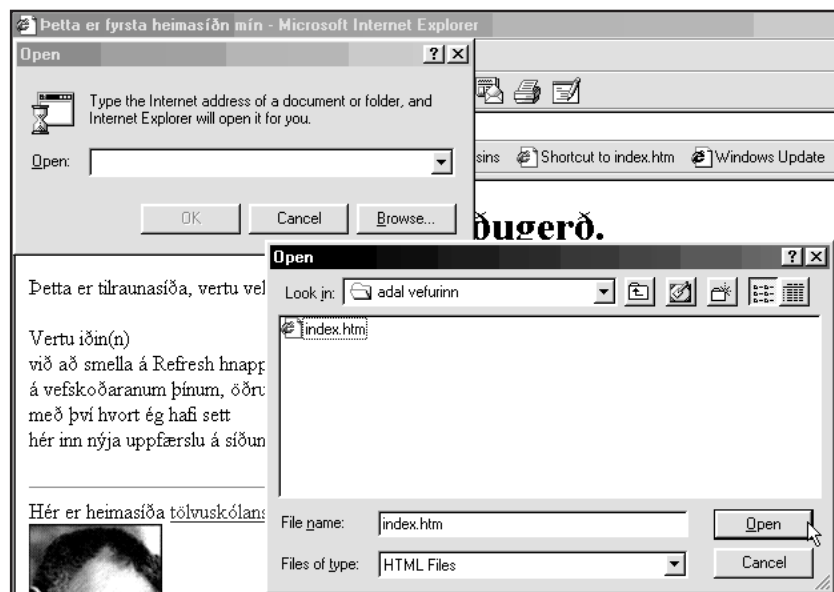 Þetta er fyrsta heimasíðn mín - Microsoft Internet Explorer
Open
Type the Internet address of a document or folder, and
Internet Explorer will open it for you.
Open:
OK Cancel Browse...
sins Shortcut to index.htm Windows Update
ðugerð.
Þetta er tilraunasíða, vertu vel
Vertu iðin(n)
við að smella á Refresh hnapp
á vefskoðaranum þínum, öðru
með því hvort ég hafi sett
hér inn nýja uppfærslu á síðun
Hér er heimasíða tölvuskólans
Open
Look in: adal vefurinn
index.htm
File name: index.htm Open
Files of type: HTML Files Cancel